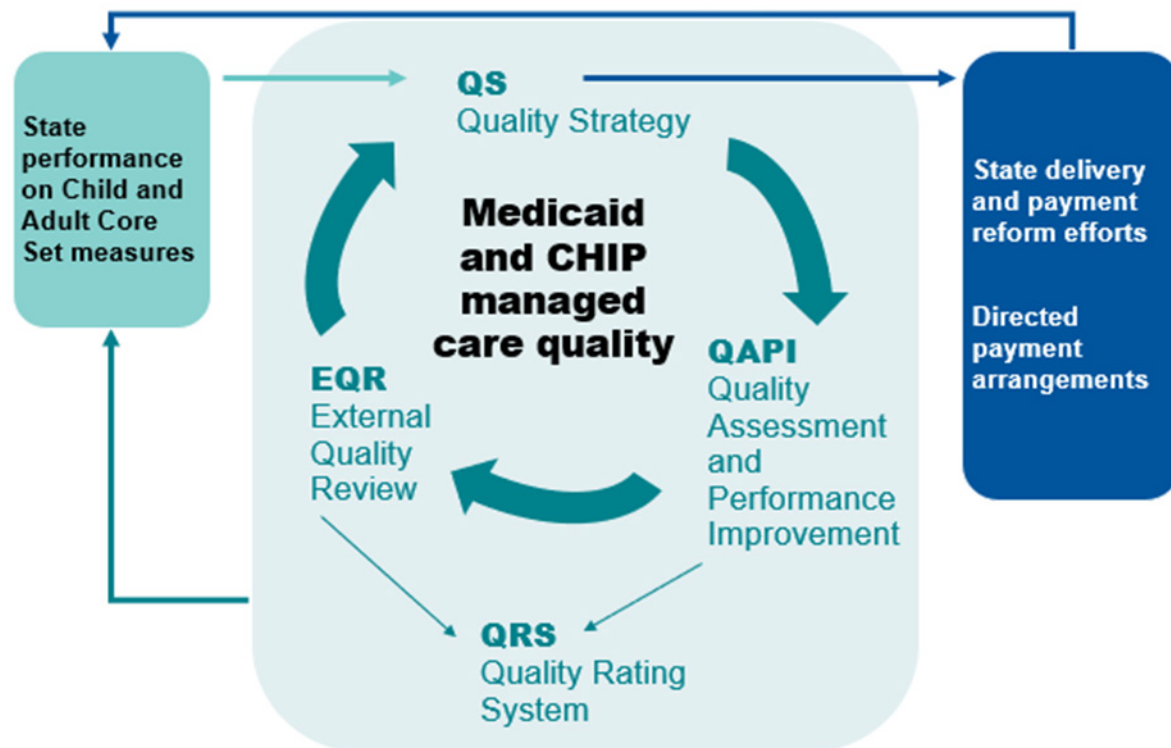 State
performance
on Child and
Adult Core
Set measures
QS
Quality Strategy
Medicaid
and CHIP
managed
care quality
EQR
External
Quality
Review
QAPI
Quality
Assessment
and
Performance
Improvement
QRS
Quality Rating
System
State delivery
and payment
reform efforts
Directed
payment
arrangements